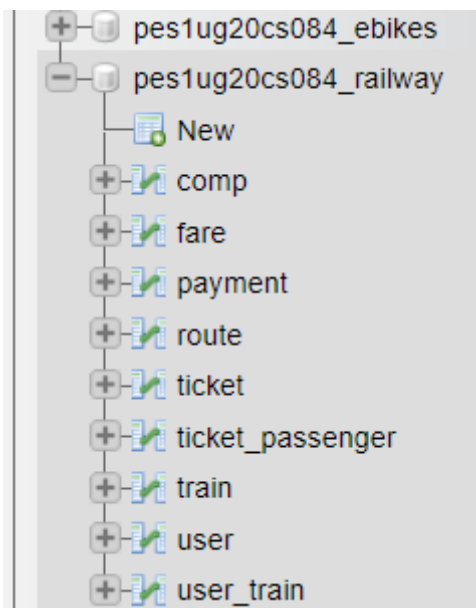 pes1ug20cs084_ebikes
pes1ug20cs084_railway
New
comp
fare
payment
route
ticket
ticket_passenger
train
user
user_train